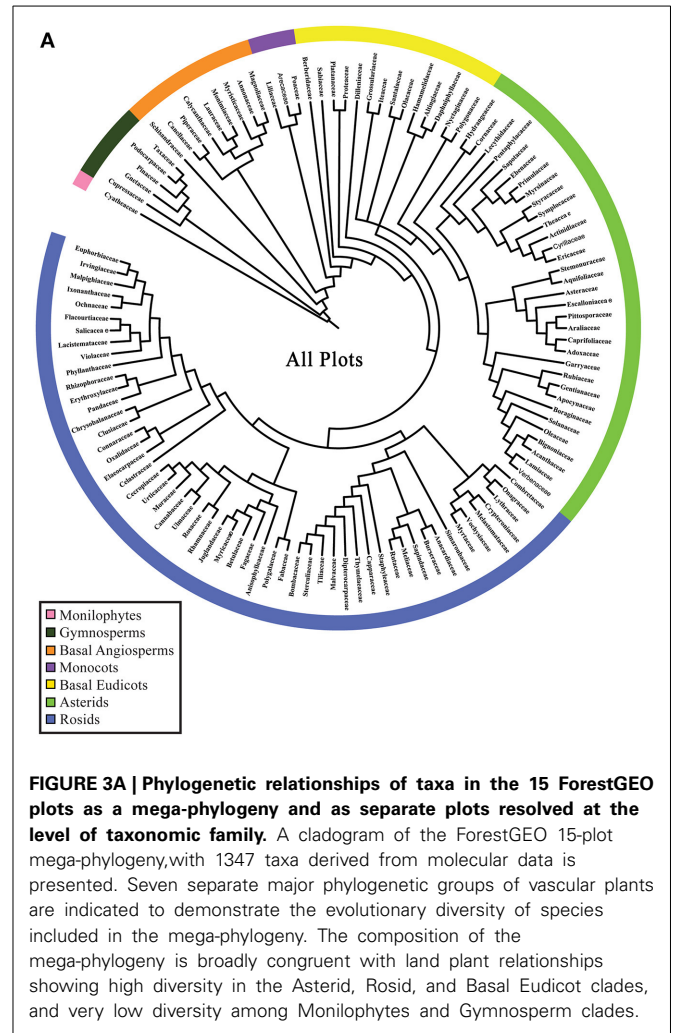 A
Cyatheaceae
Cupressaceae
Gnetaceae
Pinaceae
Podocarpaceae
Taxaceae
Schisandraceae
Canellaceae
Piperaceae
Calycanthaceae
Lauraceae
Monimiaceae
Myristicaceae
Annonaceae
Magnoliaceae
Liliaceae
Arecaceae
Poaceae
Berberidaceae
Sabiaceae
Platanaceae
Proteaceae
Dilleniaceae
Grossulariaceae
Iteaceae
Santalaceae
Olacaceae
Hamamelidaceae
Altingiaceae
Daphniphyllaceae
Nyctaginaceae
Polygonaceae
Hydrangeaceae
Cornaceae
Lecythidaceae
Pentaphylacaceae
Sapotaceae
Ebenaceae
Primulaceae
Myrsinaceae
Styracaceae
Symplocaceae
Theacea e
Actinidiaceae
Cyrillaceae
Ericaceae
Stemonuraceae
Aquifoliaceae
Asteraceae
Escalloniacea e
Pittosporaceae
Araliaceae
Caprifoliaceae
Adoxaceae
Garryaceae
Rubiaceae
Gentianaceae
Apocynaceae
Boraginaceae
Solanaceae
Oleaceae
Bignoniaceae
Acanthaceae
Lamiaceae
Verbenaceae
Combretaceae
Onagraceae
Lythraceae
Crypteroniaceae
Melastomataceae
Vochysiaceae
Myrtaceae
Simaroubaceae
Anacardiaceae
Burseraceae
Sapindaceae
Meliaceae
Rutaceae
Staphyleaceae
Capparaceae
Thymelaeaceae
Dipterocarpaceae
Malvaceae
Tiliaceae
Sterculiaceae
Bombacaceae
Fabaceae
Polygalaceae
Anisophylleaceae
Fagaceae
Betulaceae
Myricaceae
Juglandaceae
Rhamnaceae
Rosaceae
Ulmaceae
Cannabaceae
Moraceae
Urticaceae
Cecropiaceae
Celastraceae
Elaeocarpaceae
Oxalidaceae
Connaraceae
Clusiaceae
Chrysobalanaceae
Pandaceae
Erythroxylaceae
Rhizophoraceae
Phyllanthaceae
Violaceae
Lacistemataceae
Salicacea e
Flacourtiaceae
Ochnaceae
Ixonanthaceae
Malpighiaceae
Irvingiaceae
Euphorbiaceae
All Plots
Monilophytes
Gymnosperms
Basal Angiosperms
Monocots
Basal Eudicots
Asterids
Rosids
FIGURE 3A | Phylogenetic relationships of taxa in the 15 ForestGEO
plots as a mega-phylogeny and as separate plots resolved at the
level of taxonomic family. A cladogram of the ForestGEO 15-plot
mega-phylogeny,with 1347 taxa derived from molecular data is
presented. Seven separate major phylogenetic groups of vascular plants
are indicated to demonstrate the evolutionary diversity of species
included in the mega-phylogeny. The composition of the
mega-phylogeny is broadly congruent with land plant relationships
showing high diversity in the Asterid, Rosid, and Basal Eudicot clades,
and very low diversity among Monilophytes and Gymnosperm clades.